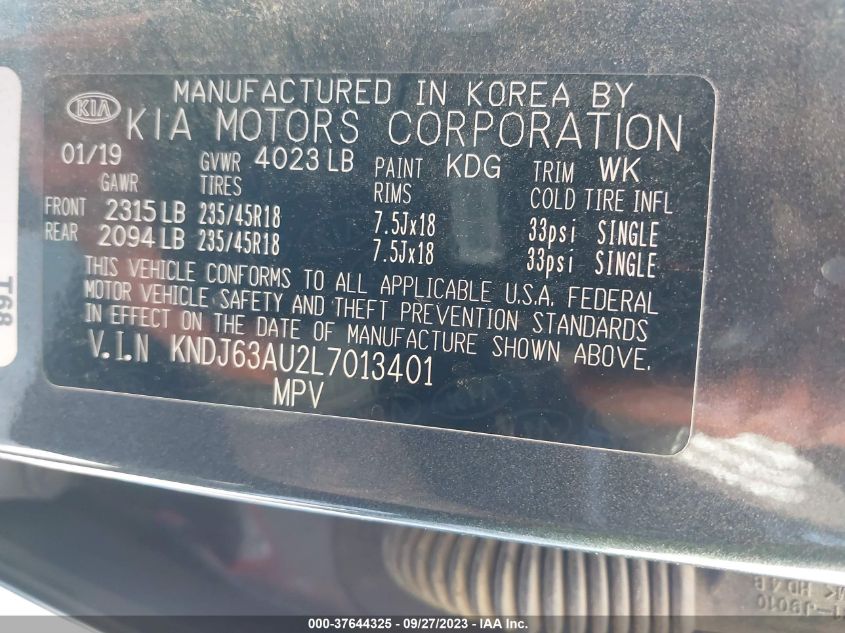 KIA
MANUFACTURED IN KOREA BY
KIA MOTORS CORPORATION
01/19 GVWR 4023 LB PAINT KDG TRIM WK
GAWR TIRES RIMS COLD TIRE INFL
FRONT 2315 LB 235/45R18 7.5Jx18 33psi SINGLE
REAR 2094 LB 235/45R18 7.5Jx18 33psi SINGLE
THIS VEHICLE CONFORMS TO ALL APPLICABLE U.S.A. FEDERAL
MOTOR VEHICLE SAFETY AND THEFT PREVENTION STANDARDS
IN EFFECT ON THE DATE OF MANUFACTURE SHOWN ABOVE.
V.I.N KNDJ63AU2L7013401
MPV
T68
-J9010
HD 4B
000-37644325 - 09/27/2023 - IAA Inc.